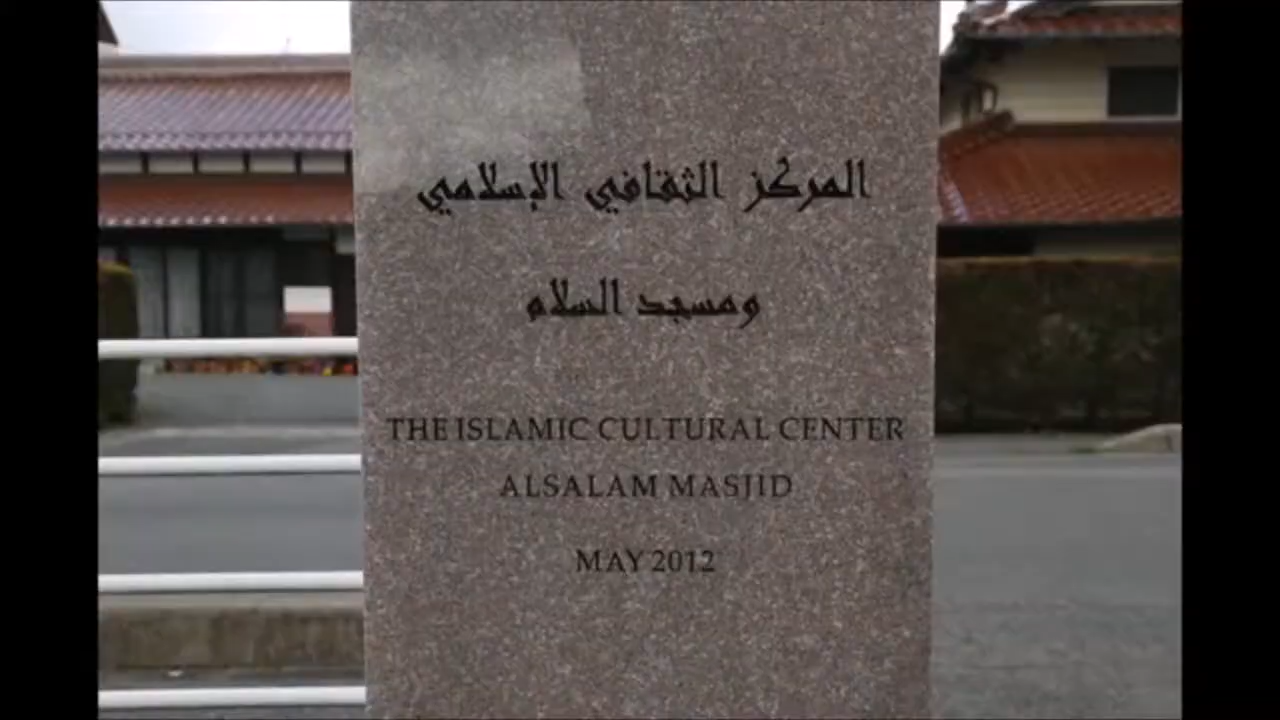 المركز الثقافي الإسلامي
ومسجد السلام
THE ISLAMIC CULTURAL CENTER
ALSALAM MASJID
MAY 2012